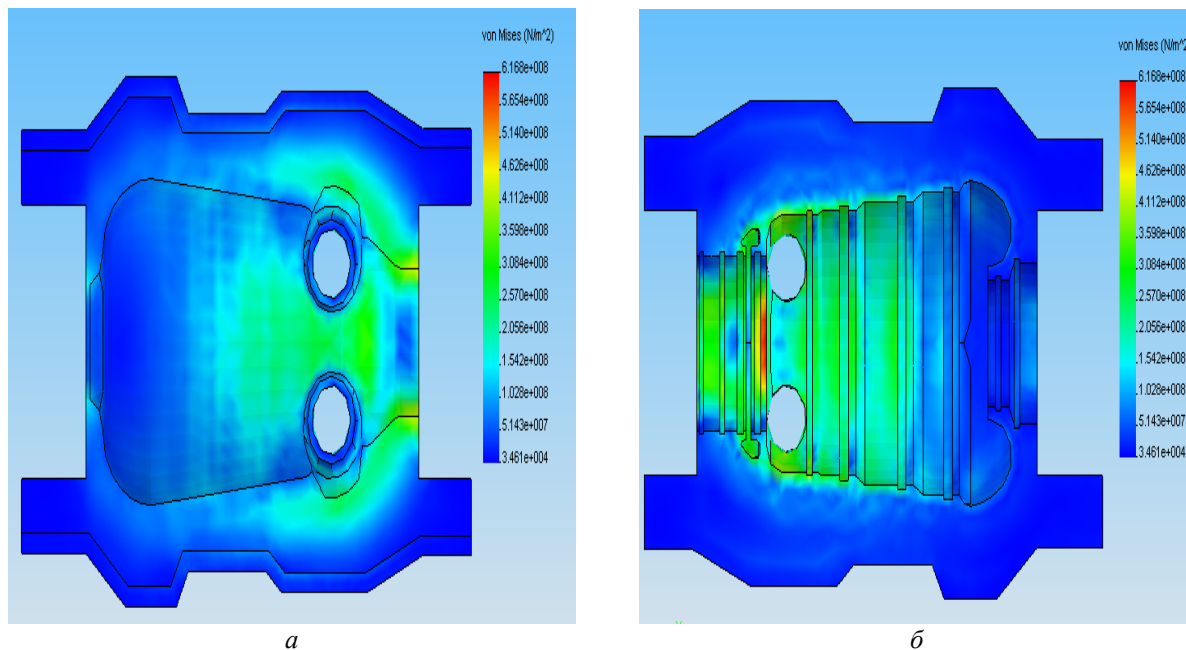 von Mises (N/m^2)
6.168e+008
.5.654e+008
.5.140e+008
.4.626e+008
.4.112e+008
.3.598e+008
.3.084e+008
.2.570e+008
.2.056e+008
.1.542e+008
.1.028e+008
.5.143e+007
.3.461e+004
von Mises (N/m^2
6.168e+008
.5.654e+008
.5.140e+008
.4.626e+008
.4.112e+008
.3.598e+008
.3.084e+008
.2.570e+008
.2.056e+008
.1.542e+008
.1.028e+008
.5.143e+007
.3.461e+004
а
б